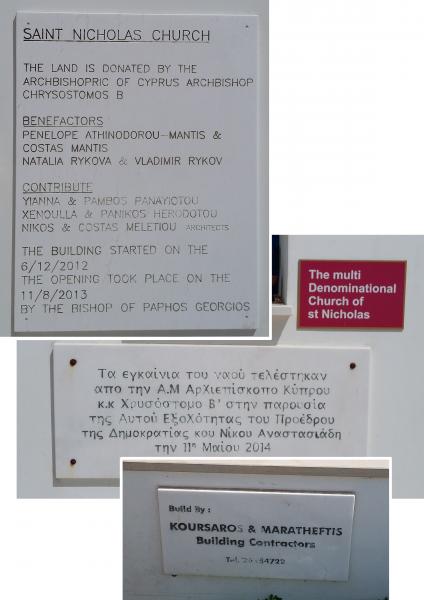 SAINT NICHOLAS CHURCH
THE LAND IS DONATED BY THE
ARCHBISHOPRIC OF CYPRUS ARCHBISHOP
CHRYSOSTOMOS B
BENEFACTORS
PENELOPE ATHINODOROU-MANTIS &
COSTAS MANTIS
NATALIA RYKOVA & VLADIMIR RYKOV
CONTRIBUTE
YIANNA & PAMBOS PANAYIOTOU
XENOULLA & PANIKOS HERODOTOU
NIKOS & COSTAS MELETIOU ARCHITECTS
THE BUILDING STARTED ON THE
6/12/2012
THE OPENING TOOK PLACE ON THE
11/8/2013
BY THE BISHOP OF PAPHOS GEORGIOS
The multi
Denominational
Church of
st Nicholas
Τα εγκαίνια του ναού τελέστηκαν
απο την Α.Μ Αρχιεπίσκοπο Κύπρου
κ.κ Χρυσόστομο Β' στην παρουσία
της Αυτού Εξοχότητας του Προέδρου
της Δημοκρατίας κου Νίκου Αναστασιάδη
την 11η Μαίου 2014
Build By :
KOURSAROS & MARATHEFTIS
Building Contractors
Tel.